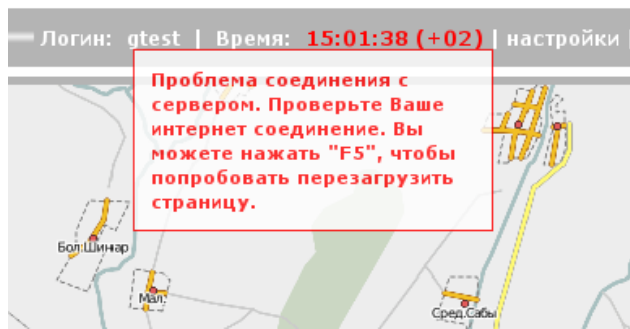 Логин: gtest | Время: 15:01:38 (+02) | настройки |
Проблема соединения с
сервером. Проверьте Ваше
интернет соединение. Вы
можете нажать "F5", чтобы
попробовать перезагрузить
страницу.
Бол.Шинар
Мал.
Сред.Сабы